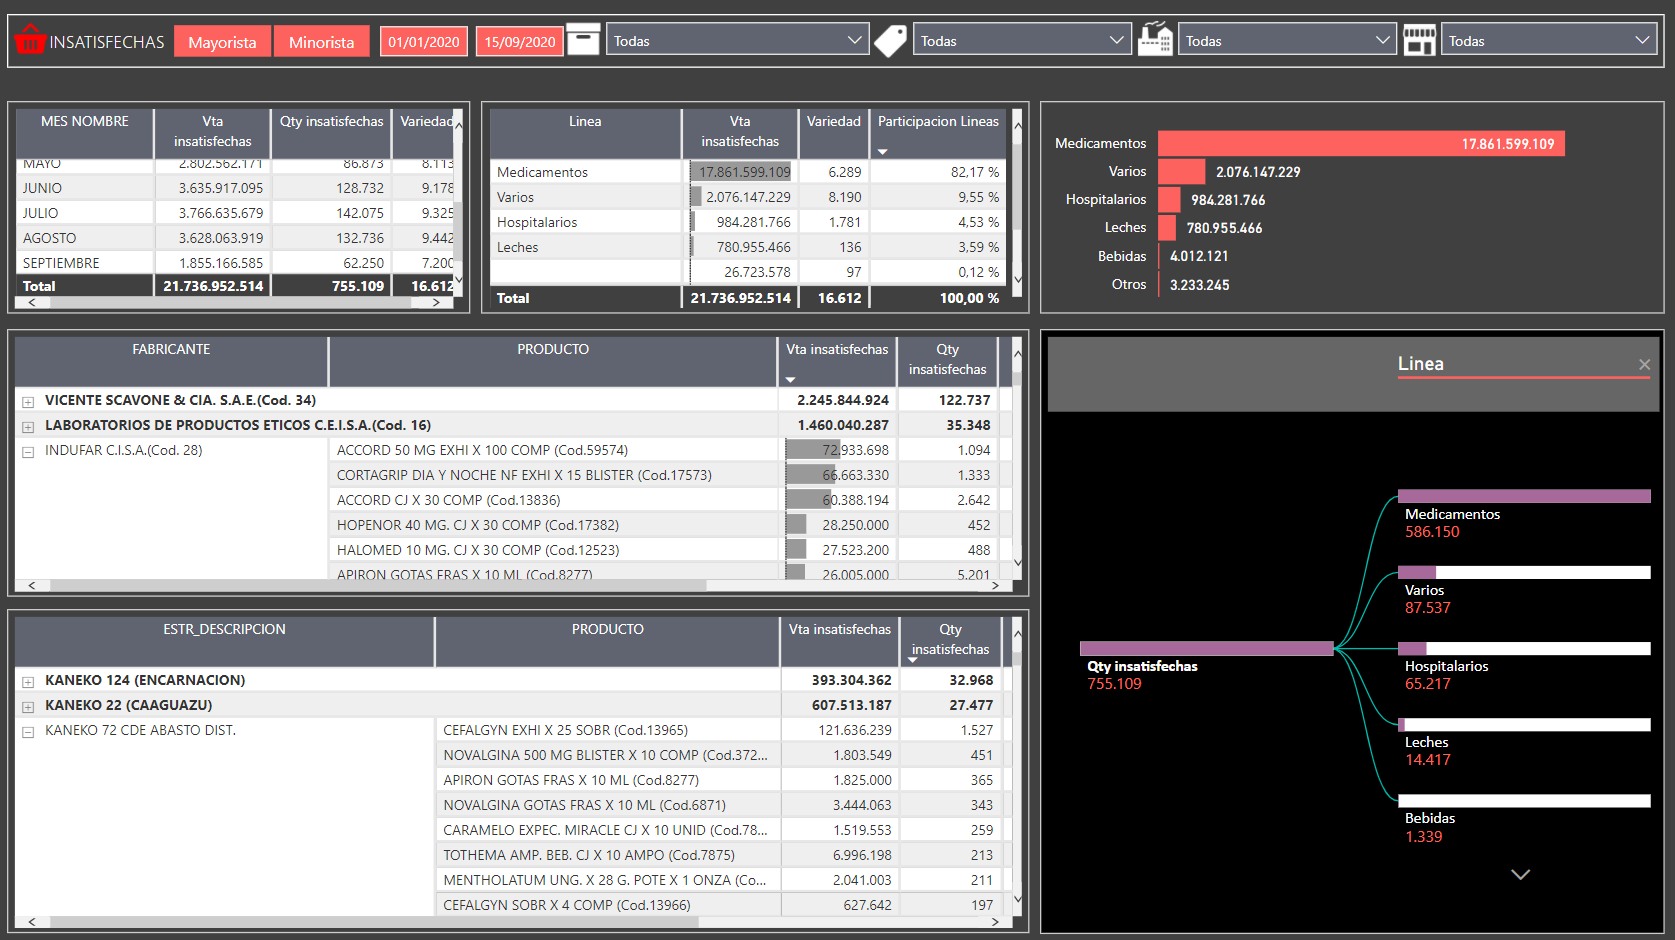 INSATISFECHAS Mayorista Minorista 01/01/2020 15/09/2020 Todas Todas Todas Todas
MES NOMBRE Vta insatisfechas Qty insatisfechas Variedad
MAYO 2.802.562.171 86.873 8.113
JUNIO 3.635.917.095 128.732 9.178
JULIO 3.766.635.679 142.075 9.325
AGOSTO 3.628.063.919 132.736 9.442
SEPTIEMBRE 1.855.166.585 62.250 7.200
Total 21.736.952.514 755.109 16.612
Linea Vta insatisfechas Variedad Participacion Lineas
Medicamentos 17.861.599.109 6.289 82,17 %
Varios 2.076.147.229 8.190 9,55 %
Hospitalarios 984.281.766 1.781 4,53 %
Leches 780.955.466 136 3,59 %
26.723.578 97 0,12 %
Total 21.736.952.514 16.612 100,00 %
Medicamentos 17.861.599.109
Varios 2.076.147.229
Hospitalarios 984.281.766
Leches 780.955.466
Bebidas 4.012.121
Otros 3.233.245
FABRICANTE PRODUCTO Vta insatisfechas Qty insatisfechas
VICENTE SCAVONE & CIA. S.A.E.(Cod. 34) 2.245.844.924 122.737
LABORATORIOS DE PRODUCTOS ETICOS C.E.I.S.A.(Cod. 16) 1.460.040.287 35.348
INDUFAR C.I.S.A.(Cod. 28) ACCORD 50 MG EXHI X 100 COMP (Cod.59574) 72.933.698 1.094
CORTAGRIP DIA Y NOCHE NF EXHI X 15 BLISTER (Cod.17573) 66.663.330 1.333
ACCORD CJ X 30 COMP (Cod.13836) 60.388.194 2.642
HOPENOR 40 MG. CJ X 30 COMP (Cod.17382) 28.250.000 452
HALOMED 10 MG. CJ X 30 COMP (Cod.12523) 27.523.200 488
APIRON GOTAS FRAS X 10 ML (Cod.8277) 26.005.000 5.201
ESTR_DESCRIPCION PRODUCTO Vta insatisfechas Qty insatisfechas
KANEKO 124 (ENCARNACION) 393.304.362 32.968
KANEKO 22 (CAAGUAZU) 607.513.187 27.477
KANEKO 72 CDE ABASTO DIST. CEFALGYN EXHI X 25 SOBR (Cod.13965) 121.636.239 1.527
NOVALGINA 500 MG BLISTER X 10 COMP (Cod.372... 1.803.549 451
APIRON GOTAS FRAS X 10 ML (Cod.8277) 1.825.000 365
NOVALGINA GOTAS FRAS X 10 ML (Cod.6871) 3.444.063 343
CARAMELO EXPEC. MIRACLE CJ X 10 UNID (Cod.78... 1.519.553 259
TOTHEMA AMP. BEB. CJ X 10 AMPO (Cod.7875) 6.996.198 213
MENTHOLATUM UNG. X 28 G. POTE X 1 ONZA (Co... 2.041.003 211
CEFALGYN SOBR X 4 COMP (Cod.13966) 627.642 197
Linea
Qty insatisfechas
755.109
Medicamentos
586.150
Varios
87.537
Hospitalarios
65.217
Leches
14.417
Bebidas
1.339